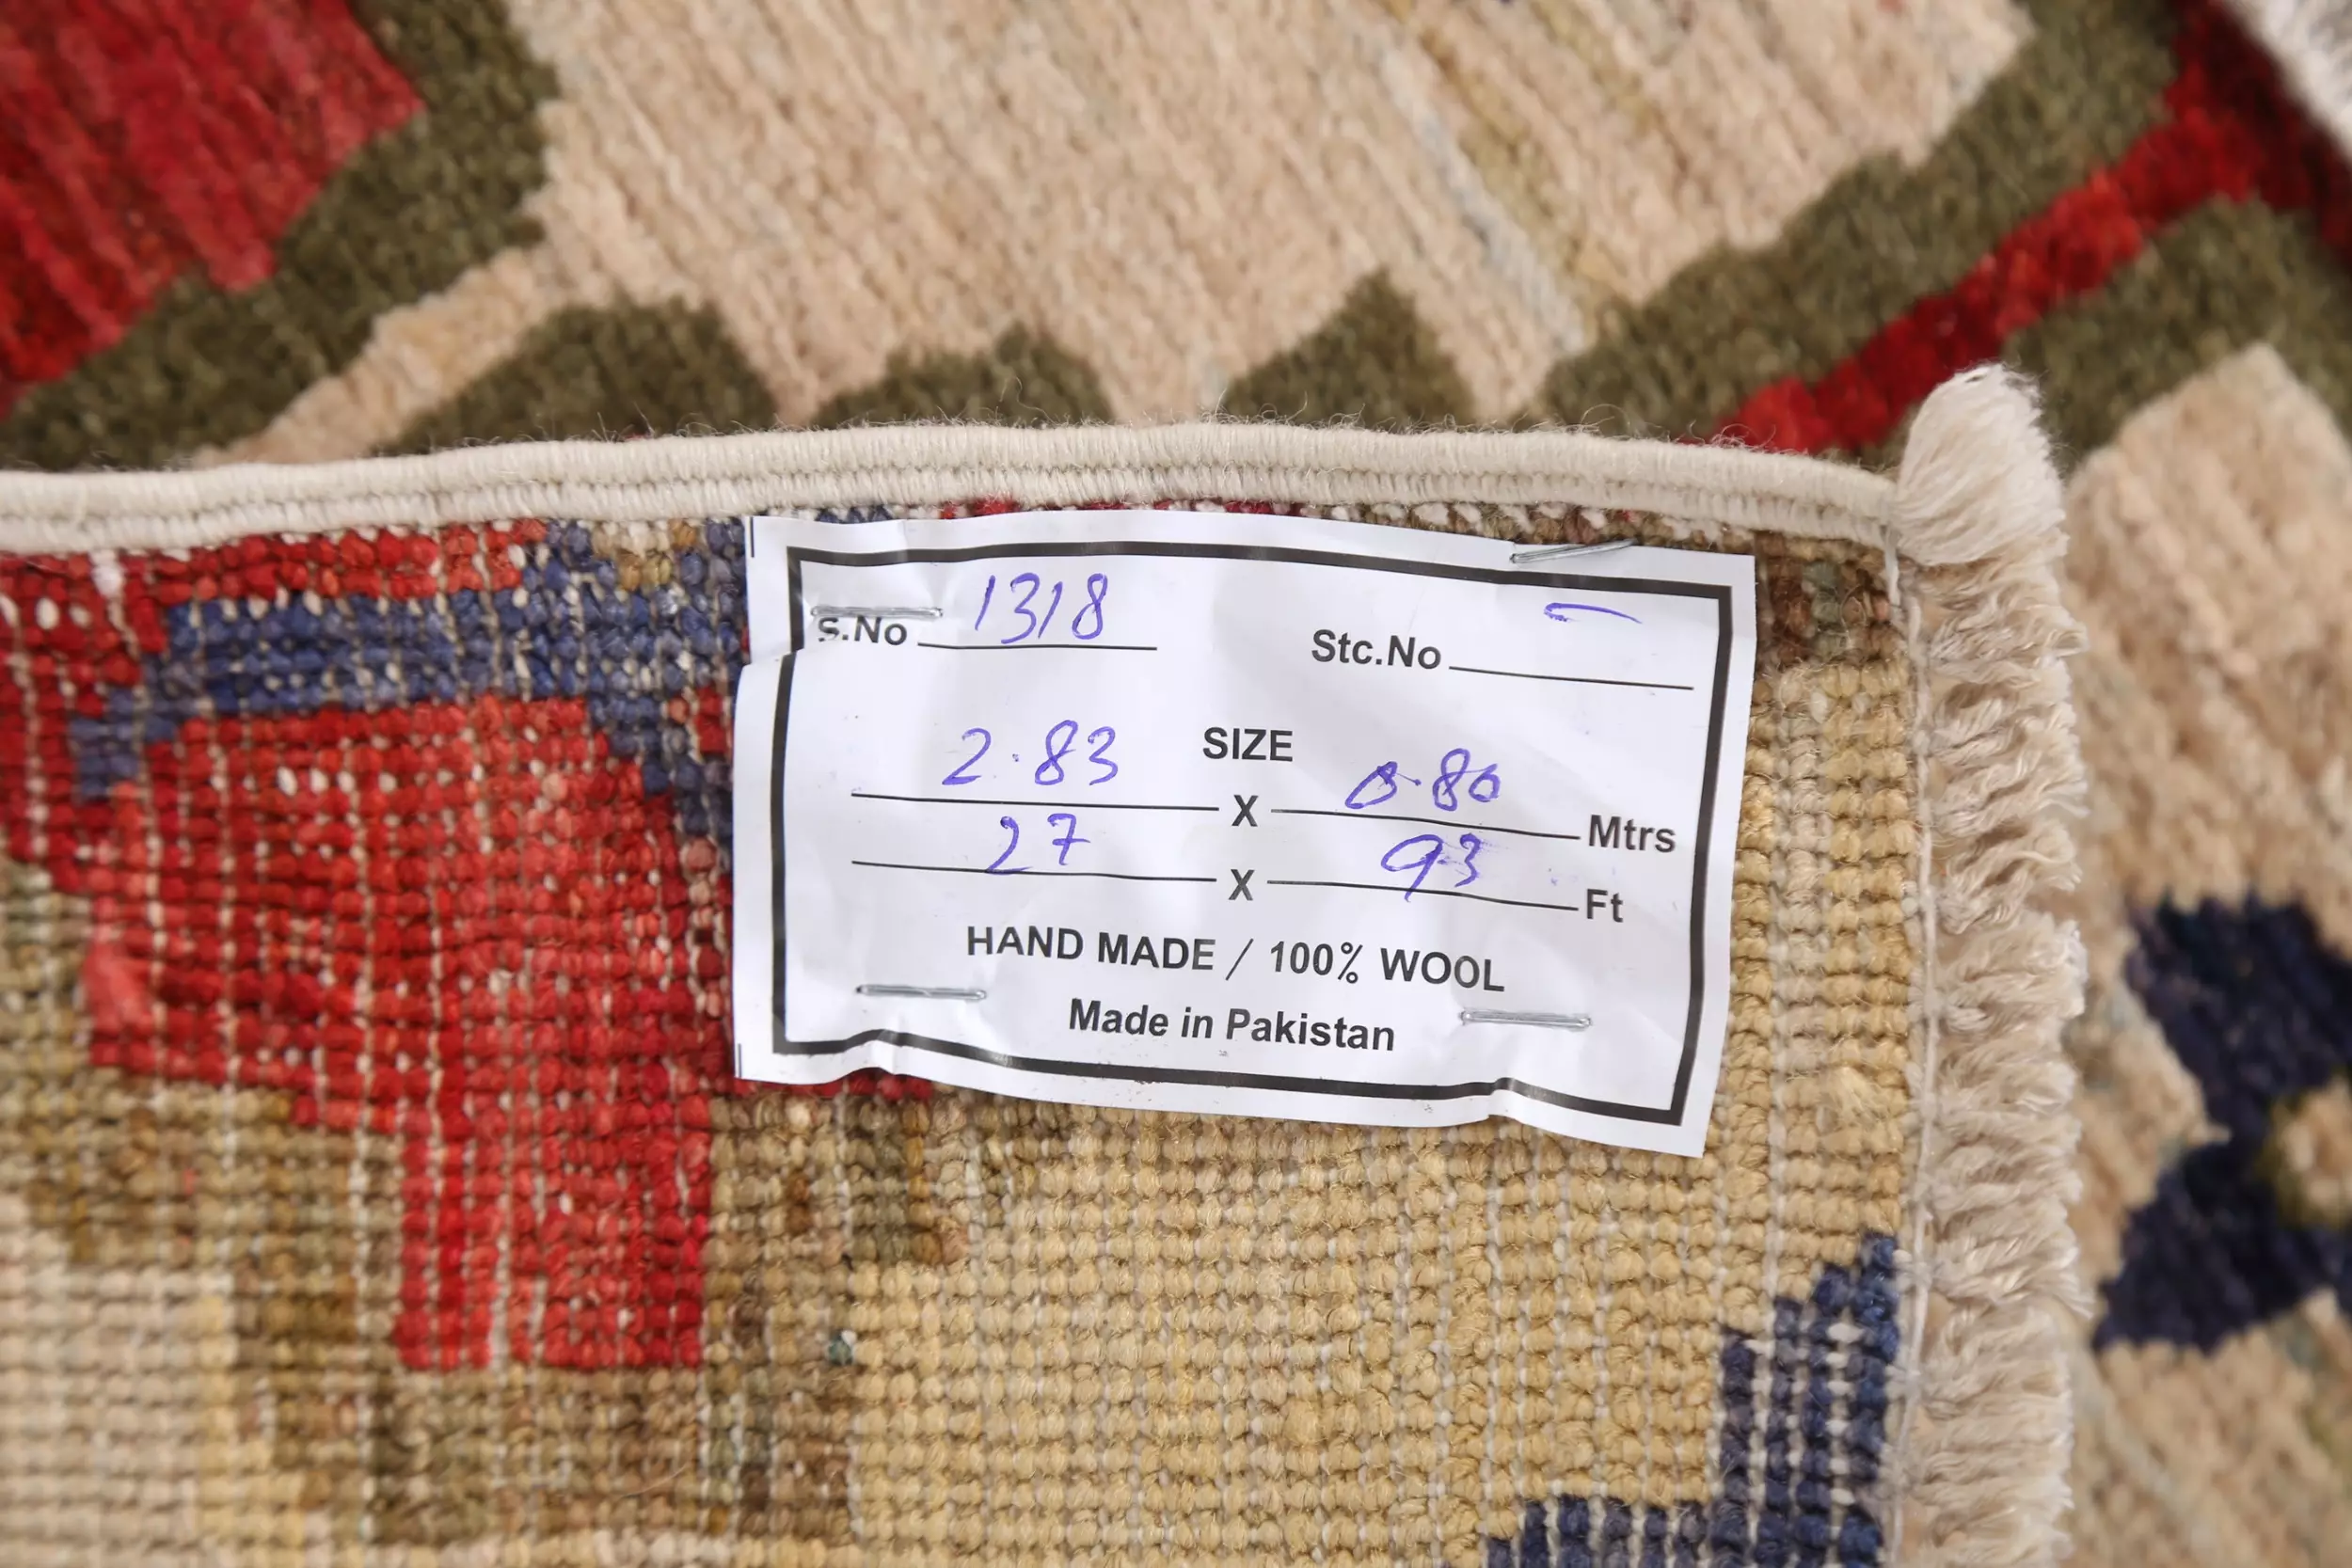 S.No 1318 Stc.No -
SIZE
2.83 X 0.80 Mtrs
27 X 93 Ft
HAND MADE / 100% WOOL
Made in Pakistan